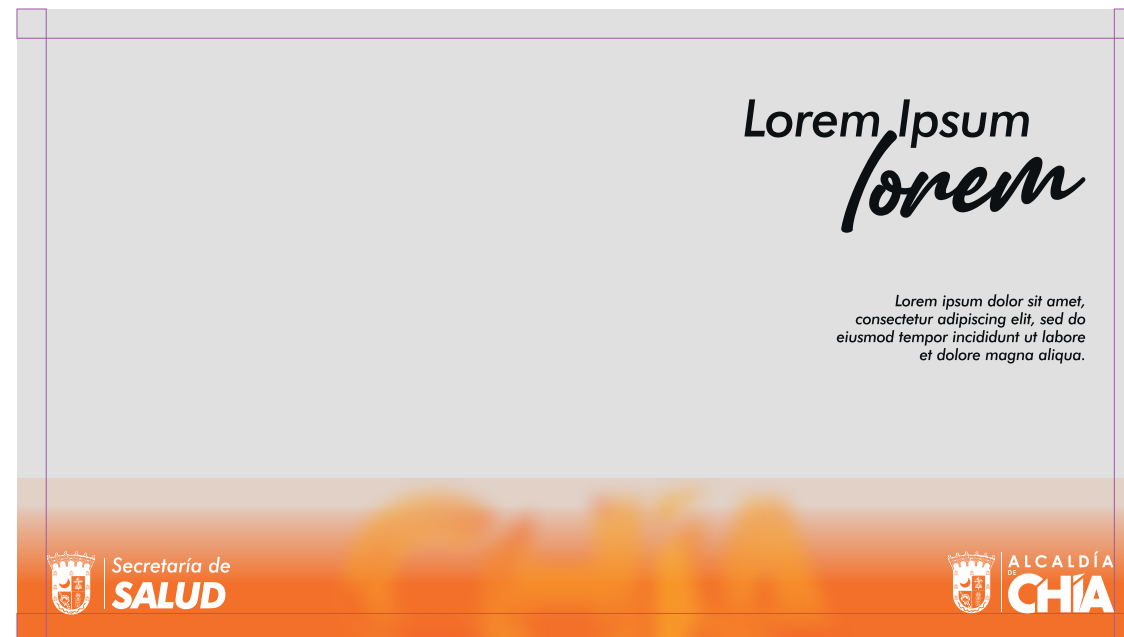 Lorem Ipsum
lorem
Lorem ipsum dolor sit amet,
consectetur adipiscing elit, sed do
eiusmod tempor incididunt ut labore
et dolore magna aliqua.
CHÍA
Secretaría de
SALUD
ALCALDÍA
DE
CHÍA